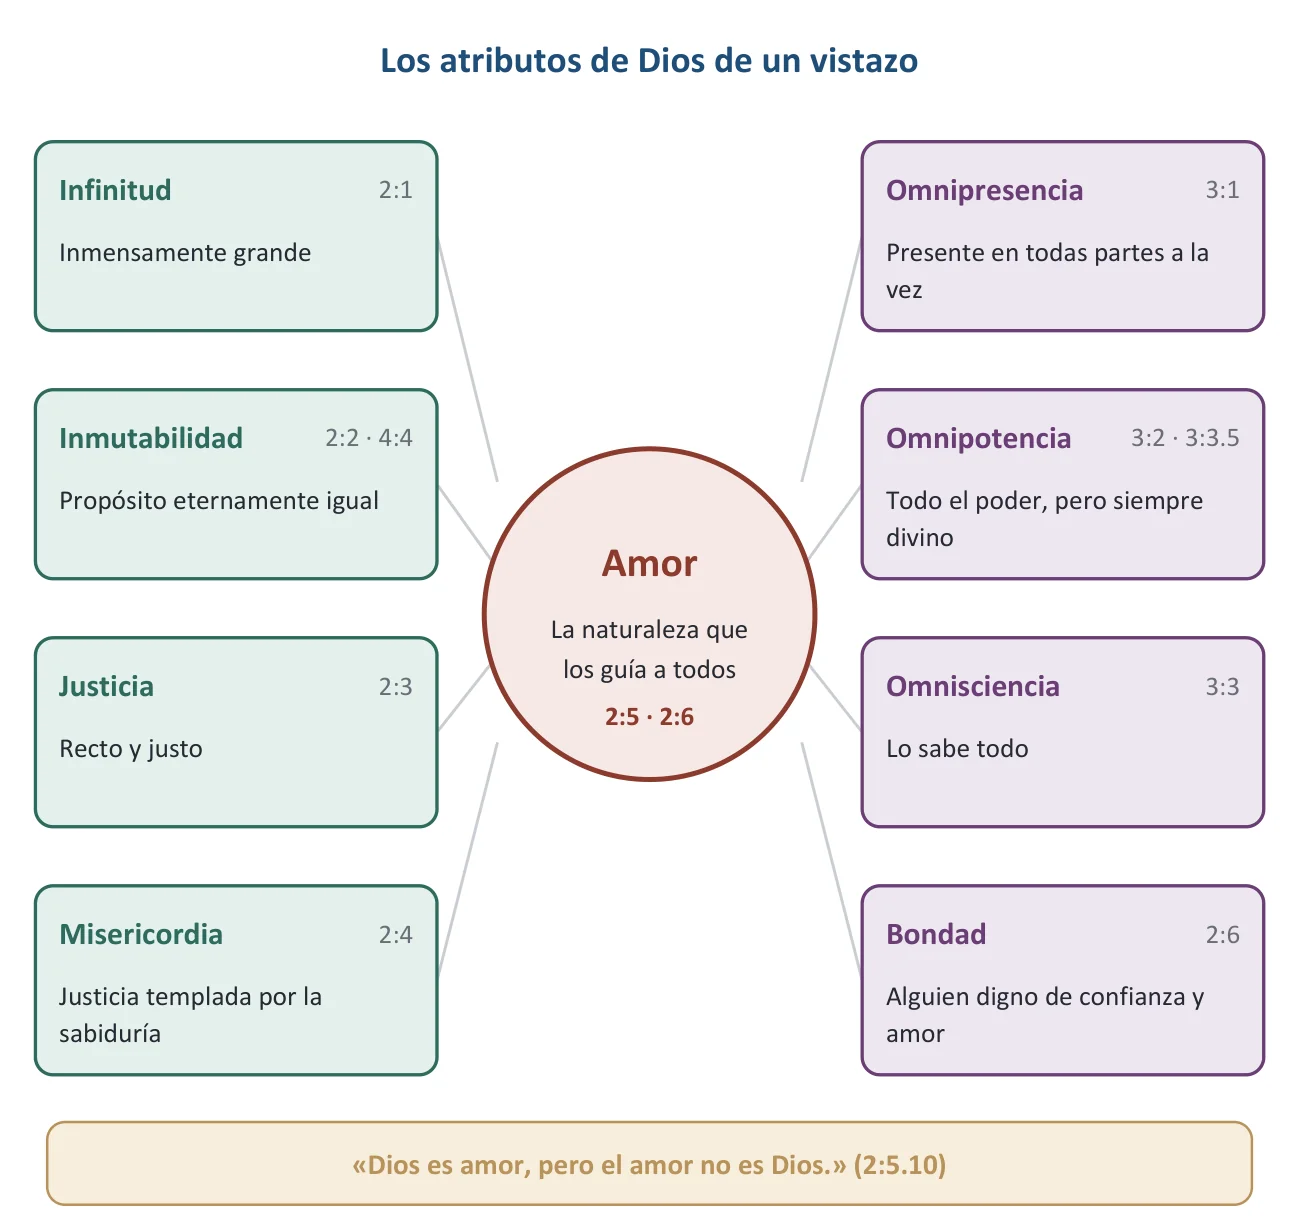 Los atributos de Dios de un vistazo
Infinitud 2:1
Inmensamente grande
Inmutabilidad 2:2 · 4:4
Propósito eternamente igual
Justicia 2:3
Recto y justo
Misericordia 2:4
Justicia templada por la
sabiduría
Amor
La naturaleza que
los guía a todos
2:5 · 2:6
Omnipresencia 3:1
Presente en todas partes a la
vez
Omnipotencia 3:2 · 3:3.5
Todo el poder, pero siempre
divino
Omnisciencia 3:3
Lo sabe todo
Bondad 2:6
Alguien digno de confianza y
amor
«Dios es amor, pero el amor no es Dios.» (2:5.10)